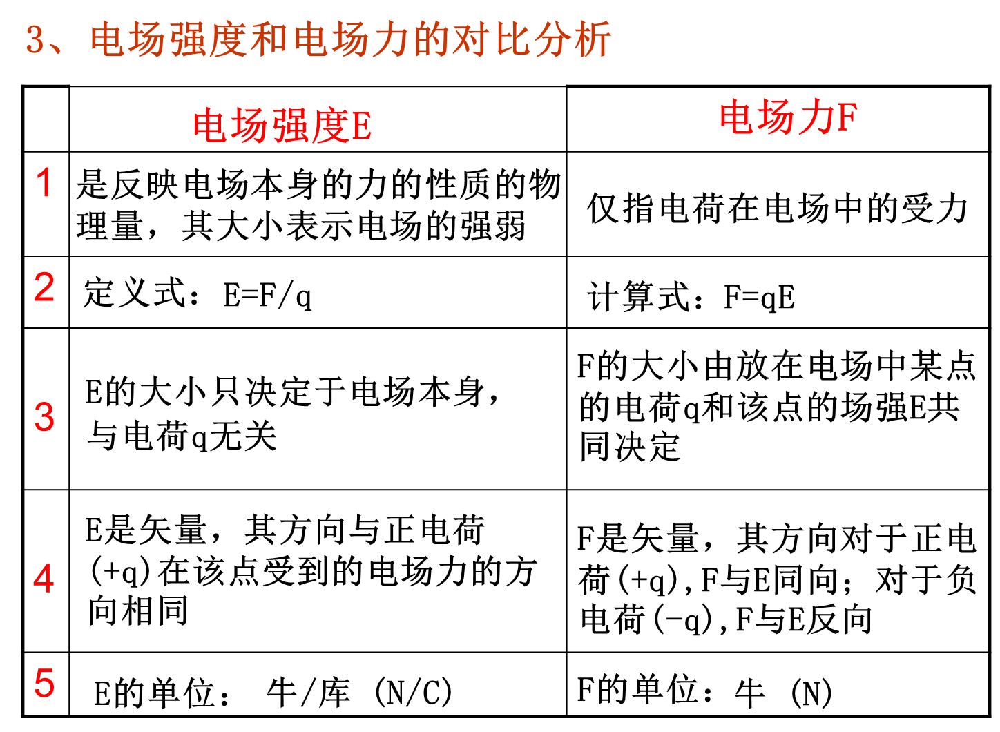 3、电场强度和电场力的对比分析
电场强度E
电场力F
1
是反映电场本身的力的性质的物
理量，其大小表示电场的强弱
仅指电荷在电场中的受力
2
定义式：E=F/q
计算式：F=qE
3
E的大小只决定于电场本身，
与电荷q无关
F的大小由放在电场中某点
的电荷q和该点的场强E共
同决定
4
E是矢量，其方向与正电荷
(+q)在该点受到的电场力的方
向相同
F是矢量，其方向对于正电
荷(+q),F与E同向；对于负
电荷(-q),F与E反向
5
E的单位： 牛/库 (N/C)
F的单位：牛 (N)